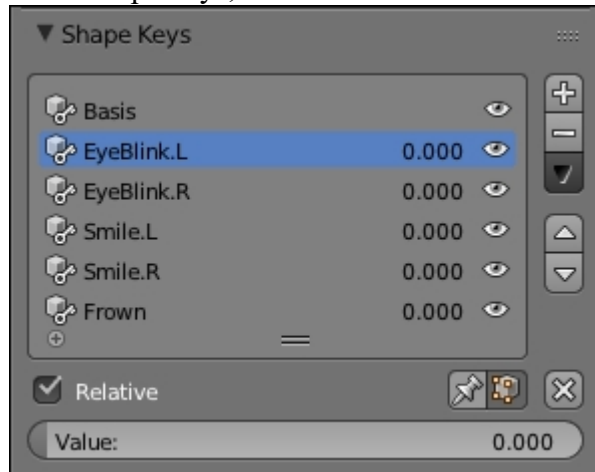 Shape Keys
Basis
EyeBlink.L 0.000
EyeBlink.R 0.000
Smile.L 0.000
Smile.R 0.000
Frown 0.000
Relative
Value: 0.000